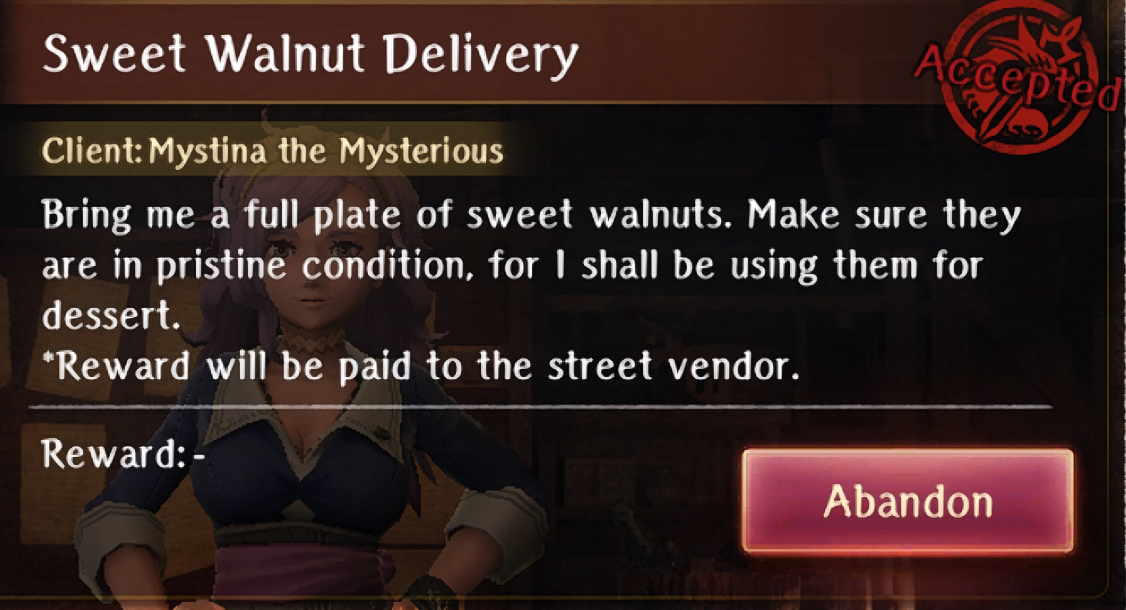 Sweet Walnut Delivery
Accepted
Client: Mystina the Mysterious
Bring me a full plate of sweet walnuts. Make sure they
are in pristine condition, for I shall be using them for
dessert.
*Reward will be paid to the street vendor.
Reward: -
Abandon